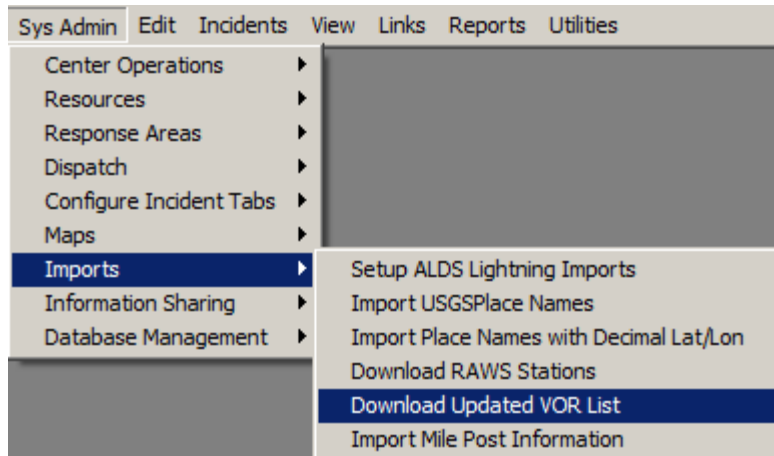 Sys Admin Edit Incidents View Links Reports Utilities
Center Operations
Resources
Response Areas
Dispatch
Configure Incident Tabs
Maps
Imports
Information Sharing
Database Management
Setup ALDS Lightning Imports
Import USGSPlace Names
Import Place Names with Decimal Lat/Lon
Download RAWS Stations
Download Updated VOR List
Import Mile Post Information